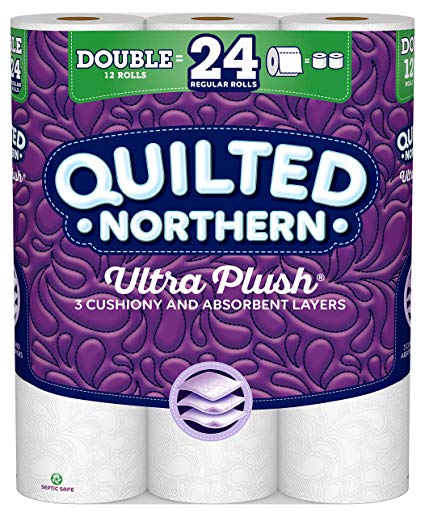 DOUBLE = 24
12 ROLLS
REGULAR ROLLS
=
24
DOUBLE
12
ROLLS
QUILTED
• NORTHERN •
Ultra Plush®
3 CUSHIONY AND ABSORBENT LAYERS
SEPTIC SAFE